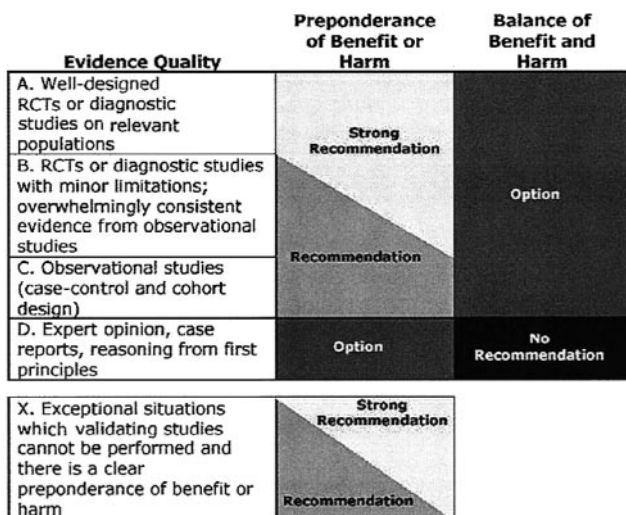 Evidence Quality
Preponderance
of Benefit or
Harm
Balance of
Benefit and
Harm
A. Well-designed
RCTs or diagnostic
studies on relevant
populations
B. RCTs or diagnostic studies
with minor limitations;
overwhelmingly consistent
evidence from observational
studies
C. Observational studies
(case-control and cohort
design)
D. Expert opinion, case
reports, reasoning from first
principles
Strong
Recommendation
Recommendation
Option
Option
No
Recommendation
X. Exceptional situations
which validating studies
cannot be performed and
there is a clear
preponderance of benefit or
harm
Strong
Recommendation
Recommendation